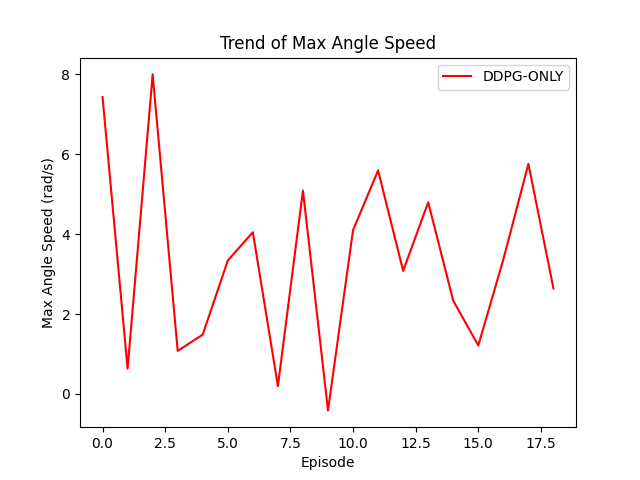 Trend of Max Angle Speed
DDPG-ONLY
Max Angle Speed (rad/s)
8
6
4
2
0
0.0 2.5 5.0 7.5 10.0 12.5 15.0 17.5
Episode